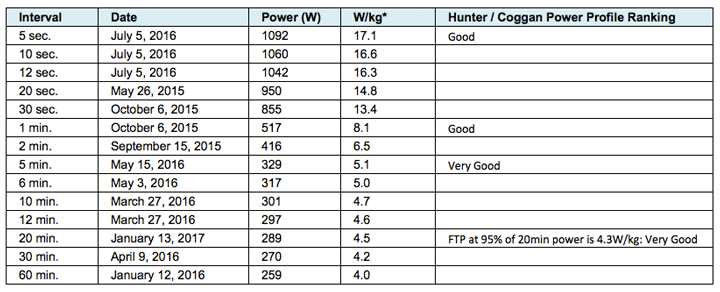 Interval Date Power (W) W/kg* Hunter / Coggan Power Profile Ranking
5 sec. July 5, 2016 1092 17.1 Good
10 sec. July 5, 2016 1060 16.6
12 sec. July 5, 2016 1042 16.3
20 sec. May 26, 2015 950 14.8
30 sec. October 6, 2015 855 13.4
1 min. October 6, 2015 517 8.1 Good
2 min. September 15, 2015 416 6.5
5 min. May 15, 2016 329 5.1 Very Good
6 min. May 3, 2016 317 5.0
10 min. March 27, 2016 301 4.7
12 min. March 27, 2016 297 4.6
20 min. January 13, 2017 289 4.5 FTP at 95% of 20min power is 4.3W/kg: Very Good
30 min. April 9, 2016 270 4.2
60 min. January 12, 2016 259 4.0